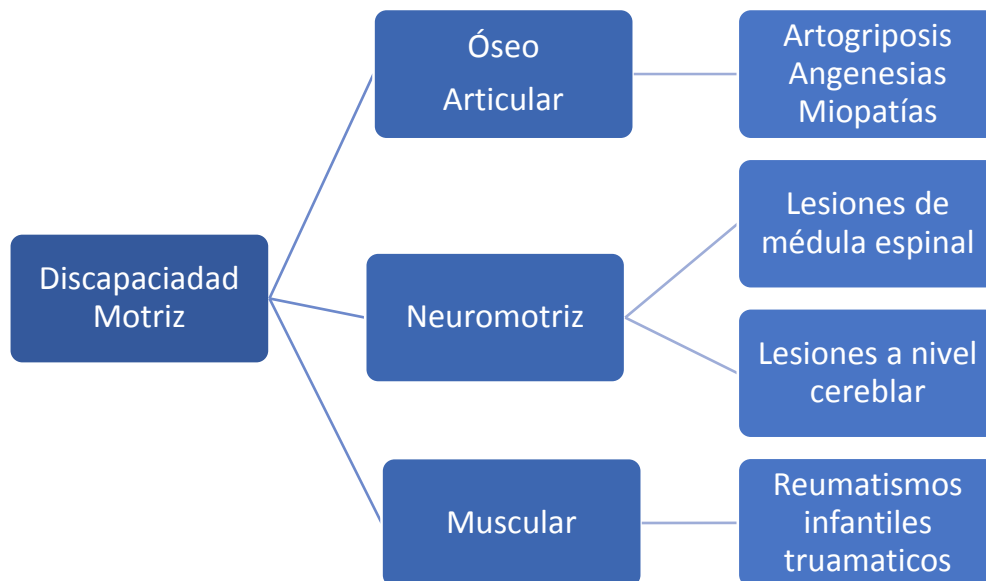 Discapaciadad
Motriz
Óseo
Articular
Artogriposis
Angenesias
Miopatías
Neuromotriz
Lesiones de
médula espinal
Lesiones a nivel
cereblar
Muscular
Reumatismos
infantiles
truamaticos